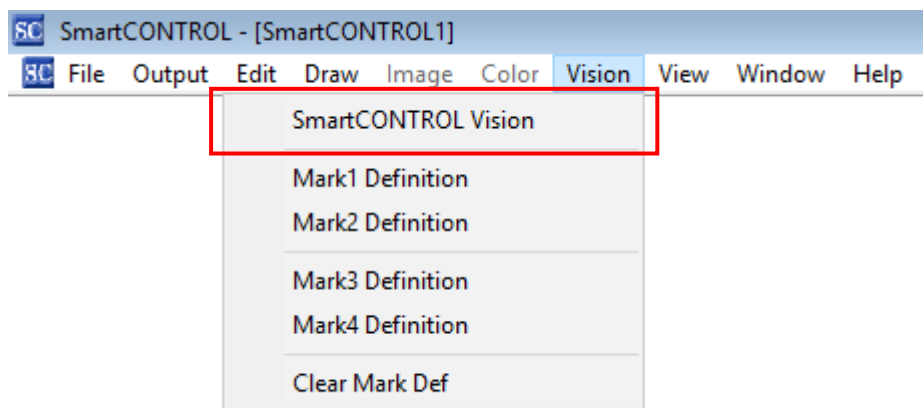 SC SmartCONTROL - [SmartCONTROL1]
SC File Output Edit Draw Image Color Vision View Window Help
SmartCONTROL Vision
Mark1 Definition
Mark2 Definition
Mark3 Definition
Mark4 Definition
Clear Mark Def